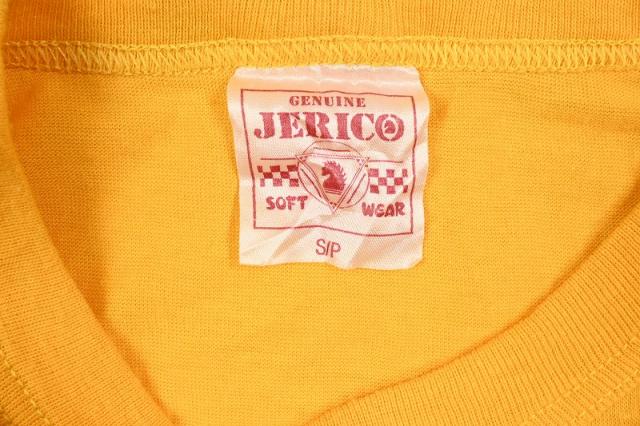 GENUINE
JERICO
SOFT WEAR
S/P